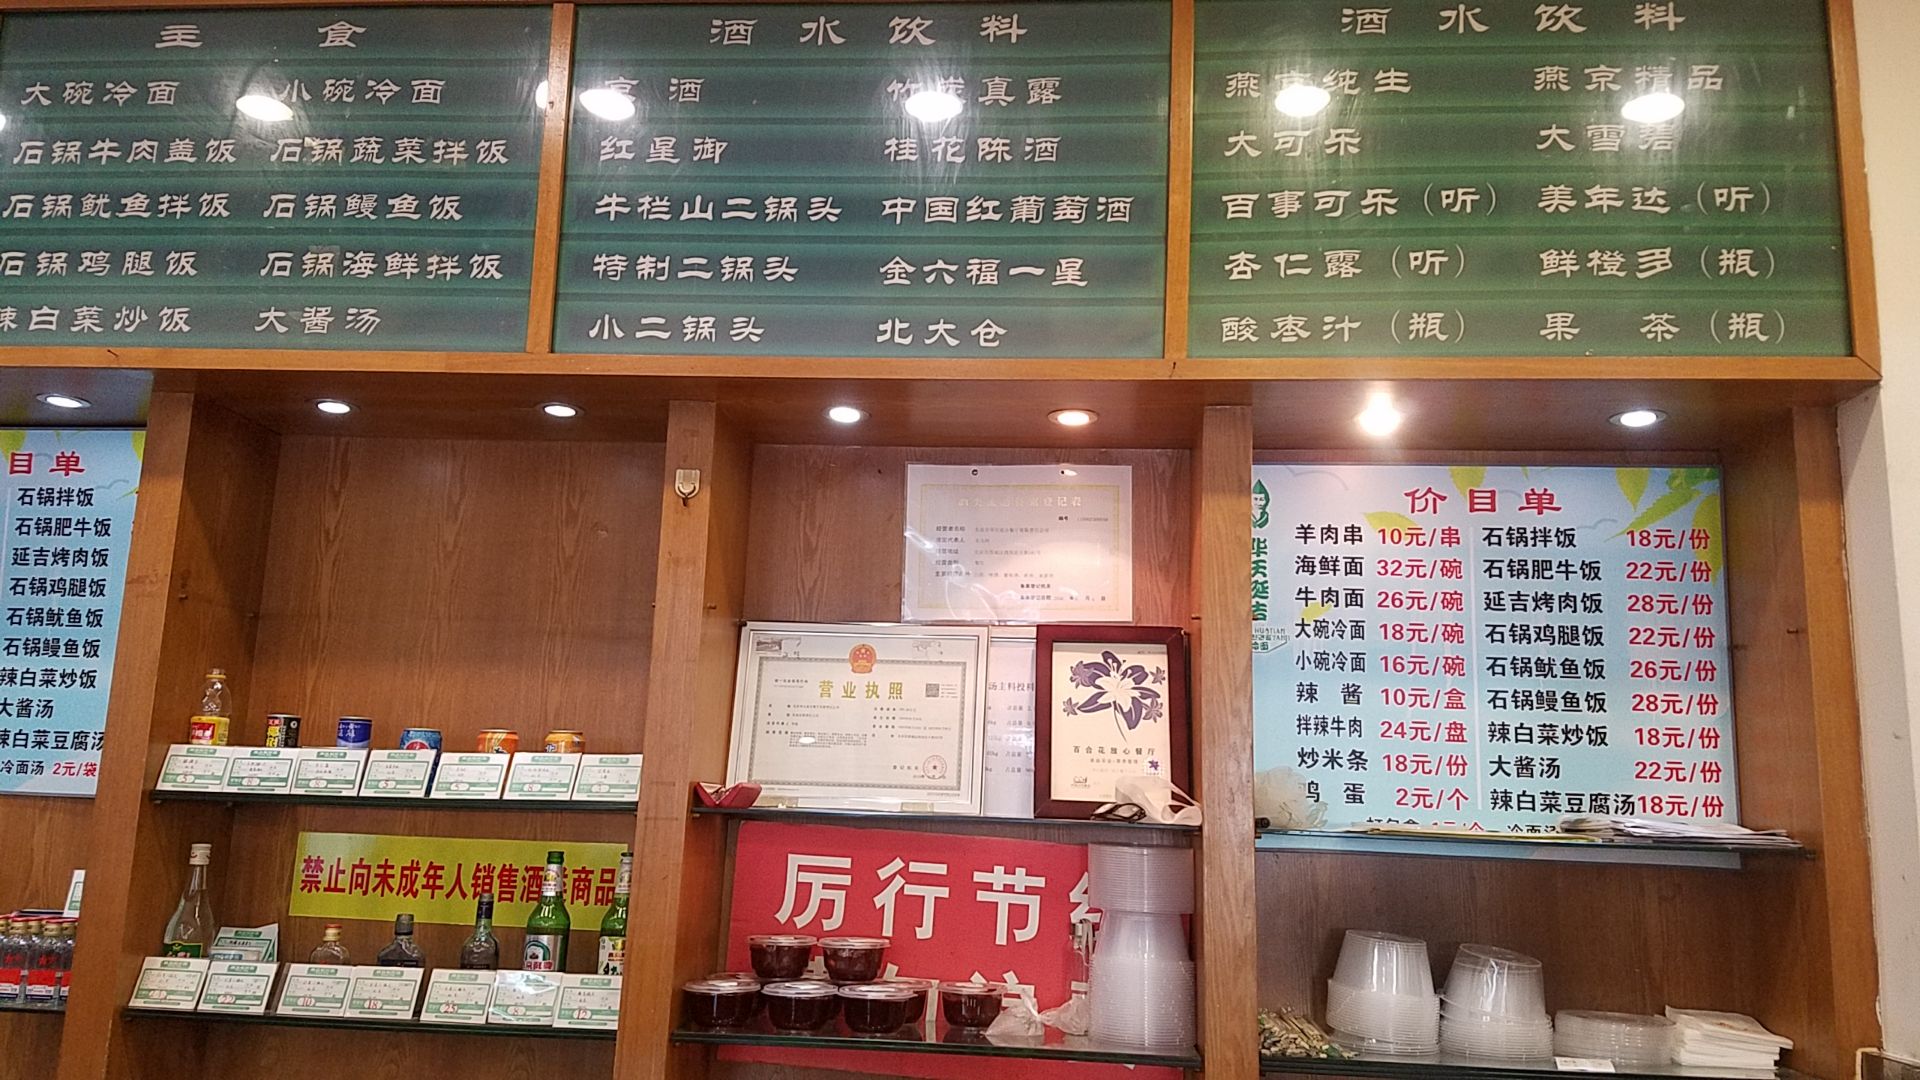 主食
大碗冷面 小碗冷面
石锅牛肉盖饭 石锅蔬菜拌饭
石锅鱿鱼拌饭 石锅鳗鱼饭
石锅鸡腿饭 石锅海鲜拌饭
辣白菜炒饭 大酱汤
酒水饮料
京酒 真露
红星御 桂花陈酒
牛栏山二锅头 中国红葡萄酒
特制二锅头 金六福一星
小二锅头 北大仓
酒水饮料
燕京纯生 燕京精品
大可乐 大雪碧
百事可乐（听） 美年达（听）
杏仁露（听） 鲜橙多（瓶）
酸枣汁（瓶） 果茶（瓶）
目单
石锅拌饭
石锅肥牛饭
延吉烤肉饭
石锅鸡腿饭
石锅鱿鱼饭
石锅鳗鱼饭
辣白菜炒饭
大酱汤
辣白菜豆腐汤
冷面汤 2元/袋
禁止向未成年人销售酒类商品
营业执照
百合花放心餐厅
汤主料投料
厉行节
华天延吉
价目单
羊肉串 10元/串 石锅拌饭 18元/份
海鲜面 32元/碗 石锅肥牛饭 22元/份
牛肉面 26元/碗 延吉烤肉饭 28元/份
大碗冷面 18元/碗 石锅鸡腿饭 22元/份
小碗冷面 16元/碗 石锅鱿鱼饭 26元/份
辣酱 10元/盒 石锅鳗鱼饭 28元/份
拌辣牛肉 24元/盘 辣白菜炒饭 18元/份
炒米条 18元/份 大酱汤 22元/份
鸡蛋 2元/个 辣白菜豆腐汤 18元/份